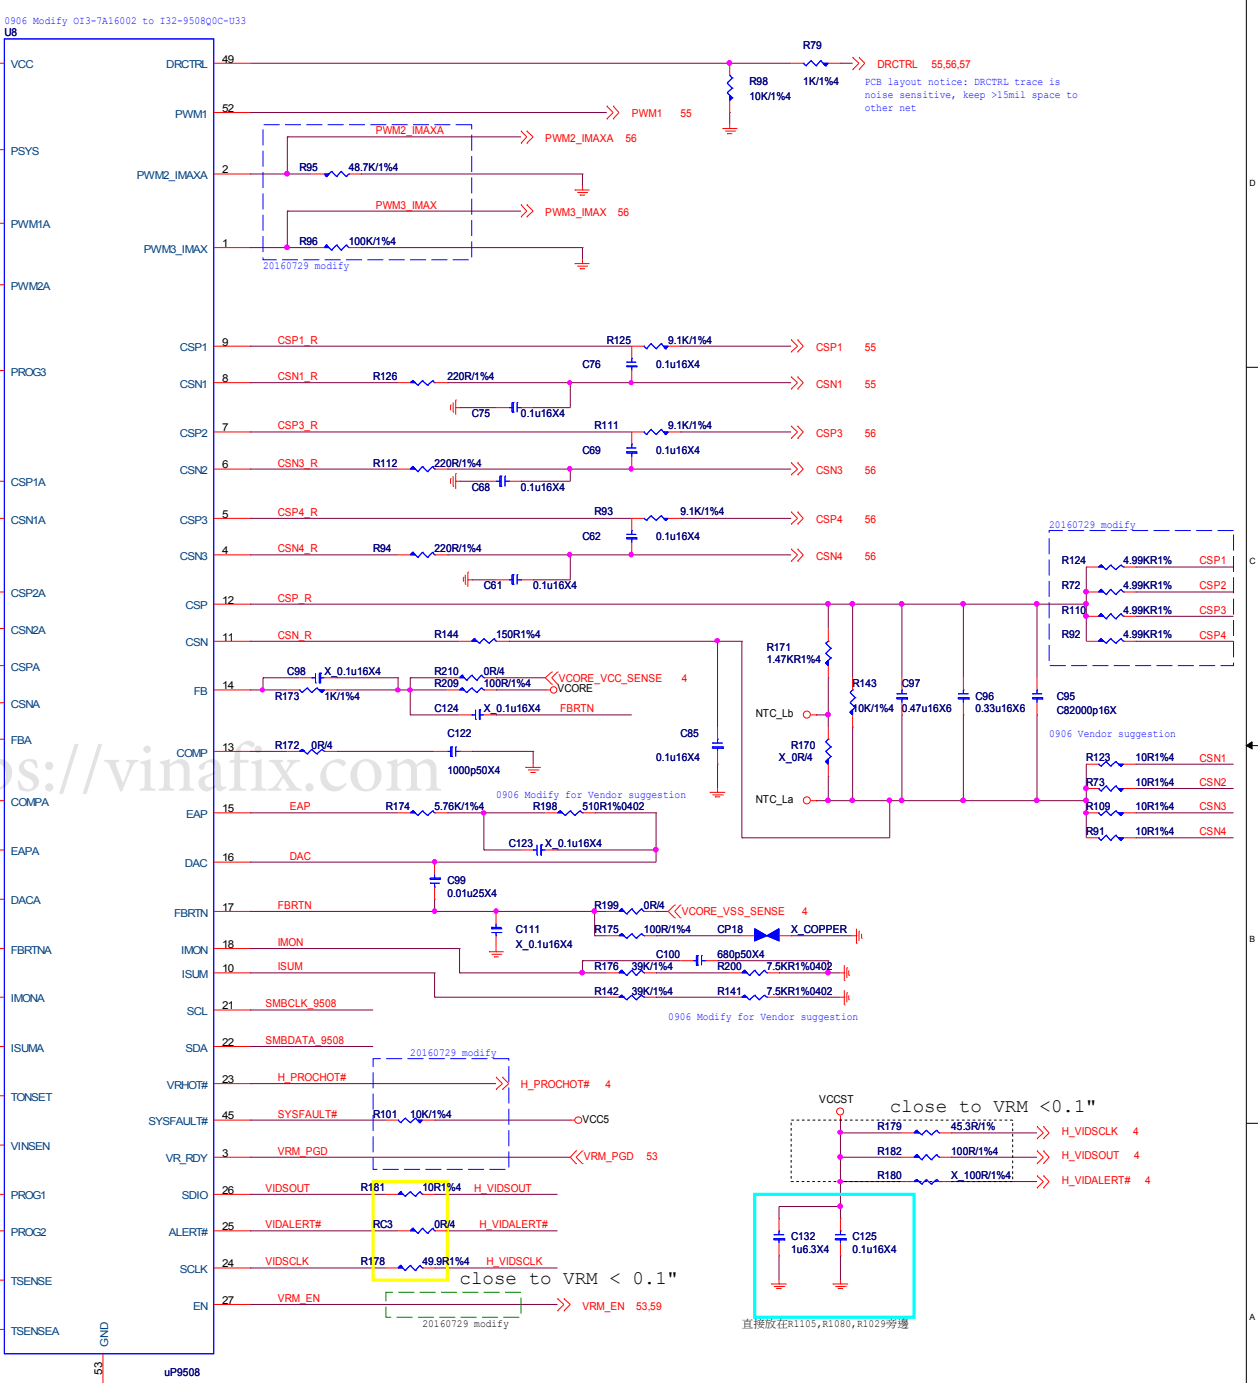 0906 Modify OI3-7A16002 to I32-9508Q0C-U33
U8
VCC
DRCTRL
49
R79
1K/1%4
DRCTRL 55,56,57
R98
10K/1%4
PCB layout notice: DRCTRL trace is
noise sensitive, keep >15mil space to
other net
PWM1
52
PWM1 55
PSYS
PWM2_IMAXA
PWM2_IMAXA 56
PWM2_IMAXA
2
R95 48.7K/1%4
PWM1A
PWM3_IMAX
PWM3_IMAX 56
PWM3_IMAX
1
R96 100K/1%4
20160729 modify
PWM2A
CSP1
9
CSP1_R
R125 9.1K/1%4
CSP1 55
C76 0.1u16X4
PROG3
CSN1
8
CSN1_R
R126 220R/1%4
CSN1 55
C75 0.1u16X4
CSP2
7
CSP3_R
R111 9.1K/1%4
CSP3 56
C69 0.1u16X4
CSN2
6
CSN3_R
R112 220R/1%4
CSN3 56
CSP1A
C68 0.1u16X4
CSN1A
CSP3
5
CSP4_R
R93 9.1K/1%4
CSP4 56
C62 0.1u16X4
CSN3
4
CSN4_R
R94 220R/1%4
CSN4 56
C61 0.1u16X4
20160729 modify
R124 4.99KR1% CSP1
R72 4.99KR1% CSP2
R110 4.99KR1% CSP3
R92 4.99KR1% CSP4
CSP2A
CSP
12
CSP_R
CSN2A
CSN
11
CSN_R
R144 150R1%4
R171
1.47KR1%4
CSPA
C98 X_0.1u16X4
R210 0R/4
VCORE_VCC_SENSE 4
FB
14
R173 1K/1%4
R209 100R/1%4
VCORE
C124 X_0.1u16X4 FBRTN
CSNA
R143
10K/1%4
C97
0.47u16X6
C96
0.33u16X6
C95
C82000p16X
NTC_Lb
FBA
COMP
13
R172 0R/4
C122
1000p50X4
C85
0.1u16X4
R170
X_0R/4
0906 Vendor suggestion
R123 10R1%4 CSN1
R73 10R1%4 CSN2
R109 10R1%4 CSN3
R91 10R1%4 CSN4
ps://vinafix.com
COMPA
0906 Modify for Vendor suggestion
NTC_La
EAP
15
EAP
R174 5.76K/1%4
R198 510R1%0402
C123 X_0.1u16X4
EAPA
DAC
16
DAC
C99
0.01u25X4
DACA
FBRTN
17
FBRTN
R199 0R/4
VCORE_VSS_SENSE 4
C111
X_0.1u16X4
R175 100R/1%4
CP18 X_COPPER
FBRTNA
IMON
18
IMON
C100 680p50X4
R176 39K/1%4
R200 7.5KR1%0402
ISUM
10
ISUM
R142 39K/1%4
R141 7.5KR1%0402
IMONA
0906 Modify for Vendor suggestion
SCL
21
SMBCLK_9508
ISUMA
SDA
22
SMBDATA_9508
20160729 modify
VRHOT#
23
H_PROCHOT#
H_PROCHOT# 4
TONSET
SYSFAULT#
45
SYSFAULT#
R101 10K/1%4
VCC5
VINSEN
VR_RDY
3
VRM_PGD
VRM_PGD 53
VCCST
close to VRM <0.1"
R179 45.3R/1% H_VIDSCLK 4
R182 100R/1%4 H_VIDSOUT 4
R180 X_100R/1%4 H_VIDALERT# 4
PROG1
SDIO
26
VIDSOUT
R181 10R1%4 H_VIDSOUT
PROG2
ALERT#
25
VIDALERT#
RC3 0R/4 H_VIDALERT#
TSENSE
SCLK
24
VIDSCLK
R178 49.9R1%4 H_VIDSCLK
close to VRM < 0.1"
C132
1u6.3X4
C125
0.1u16X4
EN
27
VRM_EN
VRM_EN 53,59
20160729 modify
直接放在R1105,R1080,R1029旁邊
TSENSEA
GND
53
uP9508
D
C
B
A